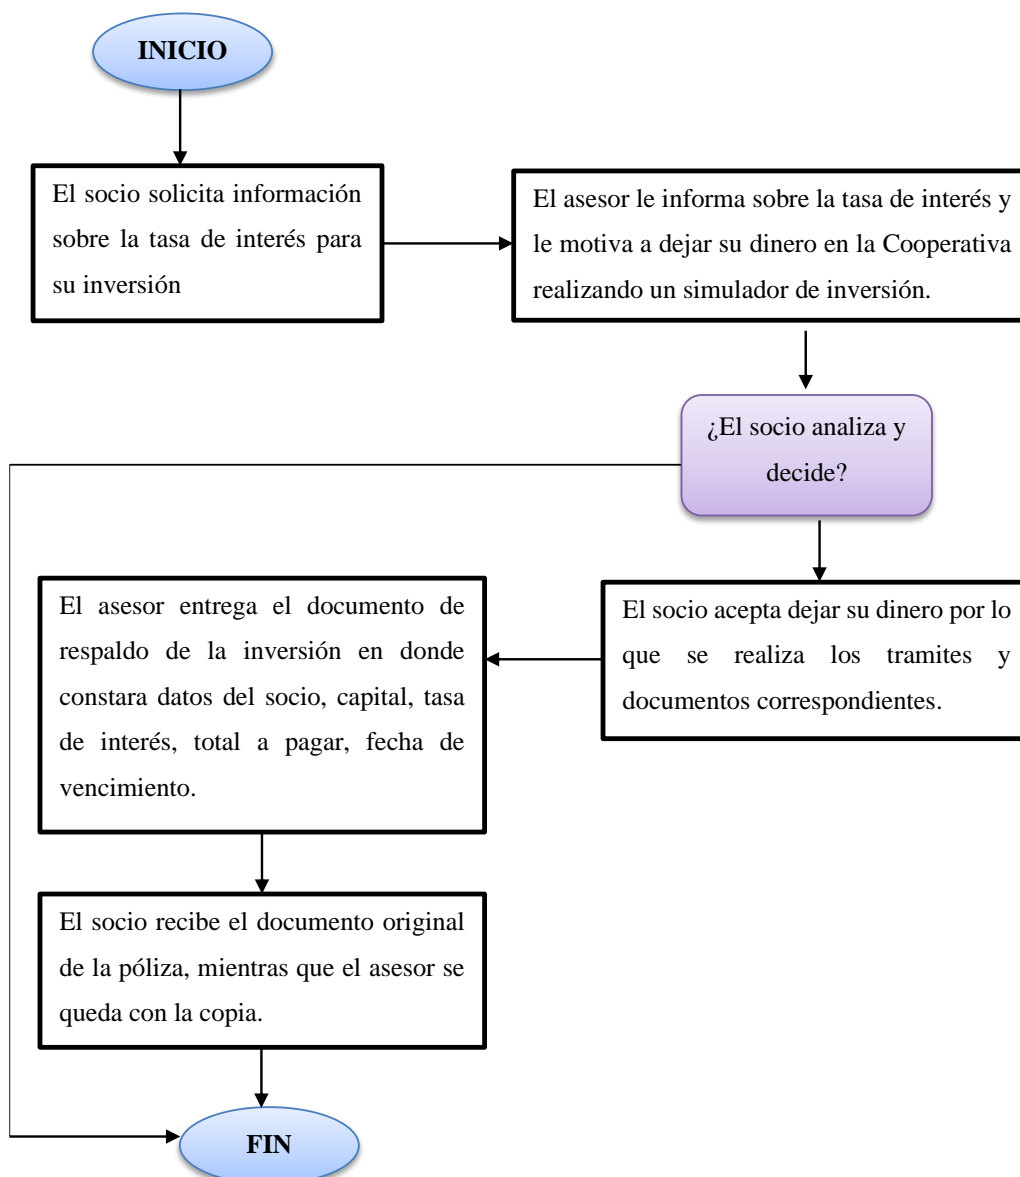 INICIO
El socio solicita información
sobre la tasa de interés para
su inversión
El asesor le informa sobre la tasa de interés y
le motiva a dejar su dinero en la Cooperativa
realizando un simulador de inversión.
¿El socio analiza y
decide?
El socio acepta dejar su dinero por lo
que se realiza los tramites y
documentos correspondientes.
El asesor entrega el documento de
respaldo de la inversión en donde
constara datos del socio, capital, tasa
de interés, total a pagar, fecha de
vencimiento.
El socio recibe el documento original
de la póliza, mientras que el asesor se
queda con la copia.
FIN